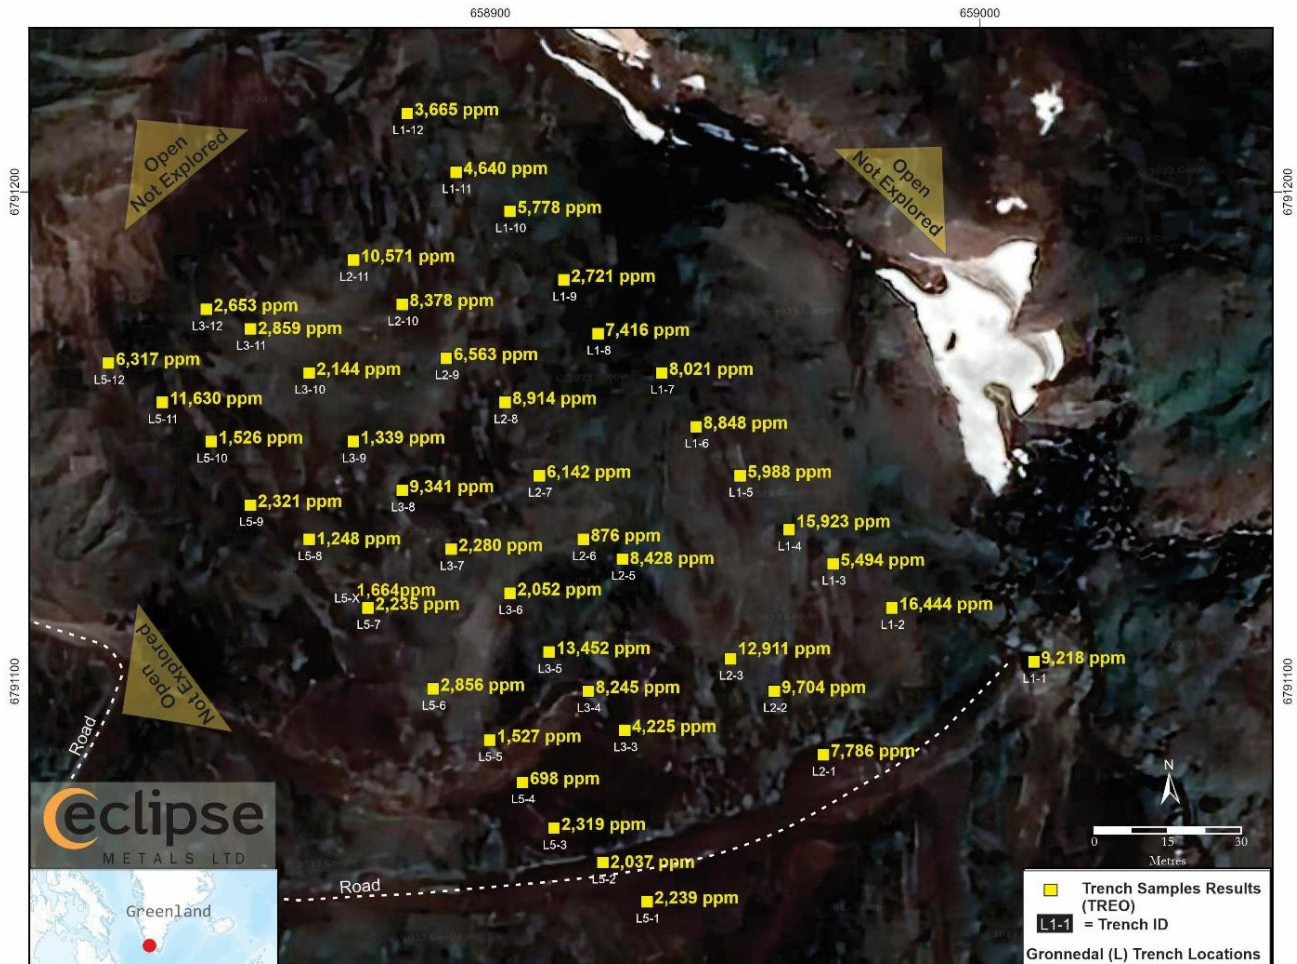 658900
659000
6791200
6791200
6791100
6791100
Open
Not Explored
Open
Not Explored
3,665 ppm
L1-12
4,640 ppm
L1-11
5,778 ppm
L1-10
10,571 ppm
L2-11
2,721 ppm
L1-9
8,378 ppm
L2-10
2,653 ppm
L3-12
2,859 ppm
L3-11
7,416 ppm
L1-8
6,563 ppm
L2-9
6,317 ppm
L5-12
2,144 ppm
L3-10
8,021 ppm
L1-7
11,630 ppm
L5-11
8,914 ppm
L2-8
8,848 ppm
L1-6
1,526 ppm
L5-10
1,339 ppm
L3-9
6,142 ppm
L2-7
5,988 ppm
L1-5
9,341 ppm
L3-8
2,321 ppm
L5-9
15,923 ppm
L1-4
1,248 ppm
L5-8
2,280 ppm
L3-7
876 ppm
L2-6
8,428 ppm
L2-5
5,494 ppm
L1-3
1,664ppm
L5-X
2,235 ppm
L5-7
2,052 ppm
L3-6
16,444 ppm
L1-2
13,452 ppm
L3-5
12,911 ppm
L2-3
9,218 ppm
L1-1
Open
Not Explored
2,856 ppm
L5-6
8,245 ppm
L3-4
9,704 ppm
L2-2
4,225 ppm
L3-3
1,527 ppm
L5-5
7,786 ppm
L2-1
Road
698 ppm
L5-4
2,319 ppm
L5-3
2,037 ppm
L5-2
2,239 ppm
L5-1
Road
eclipse
METALS LTD
Greenland
N
0 15 30
Metres
Trench Samples Results
(TREO)
L1-1 = Trench ID
Gronnedal (L) Trench Locations